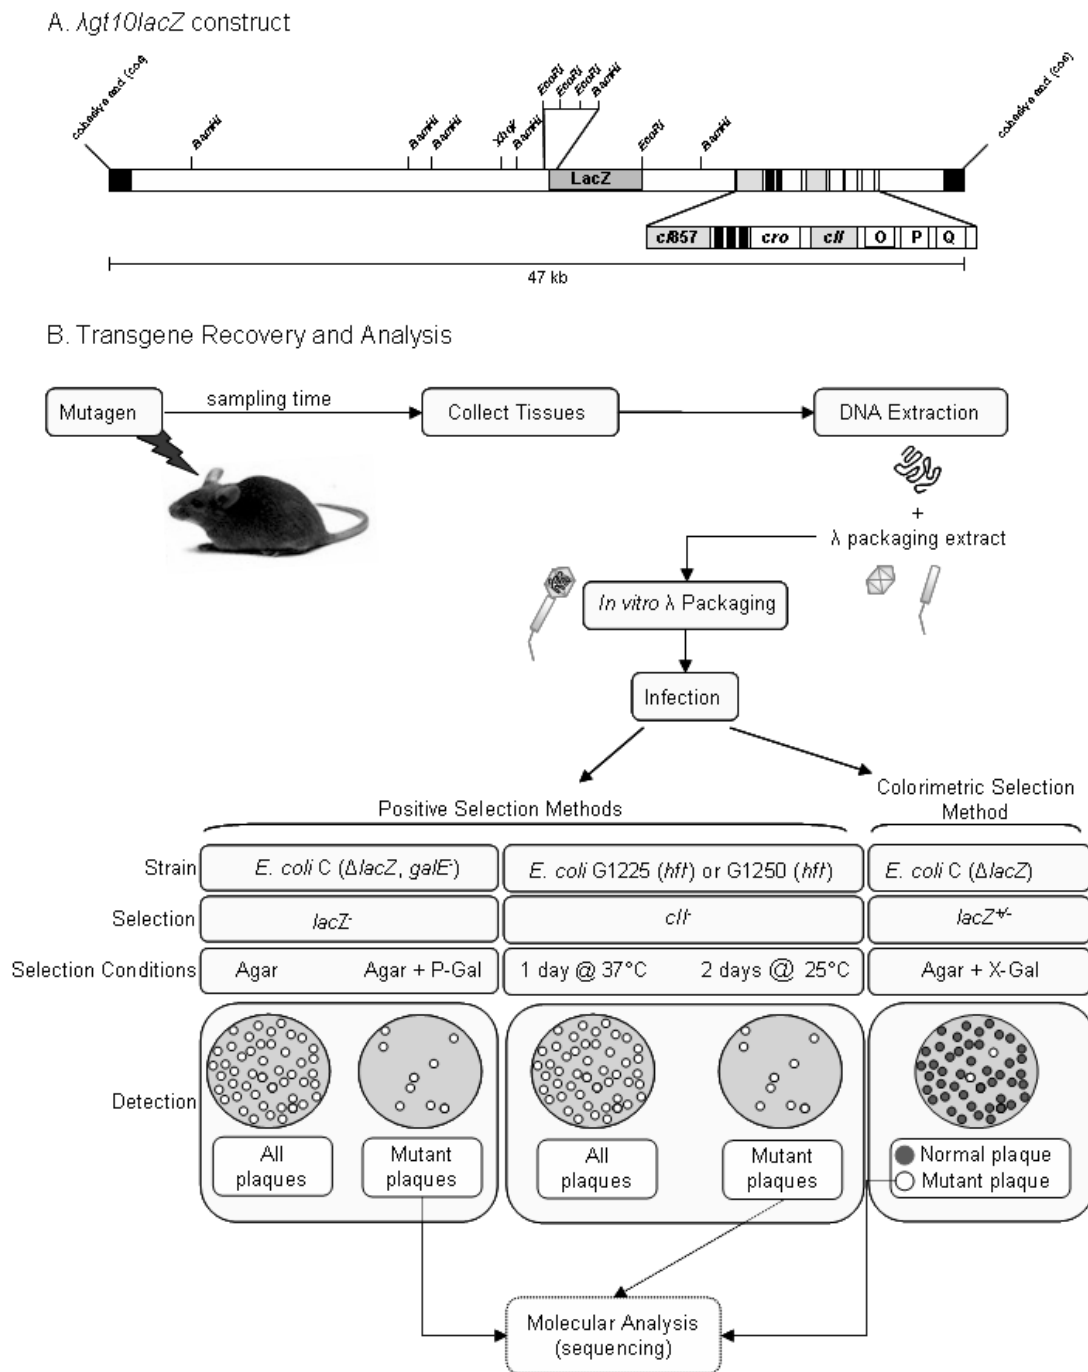 A. λgt10lacZ construct
cohesive end (cos)
BamHI
BamHI
BamHI
XhoI
BamHI
EcoRI
EcoRI
EcoRI
BamHI
EcoRI
BamHI
cohesive end (cos)
LacZ
cI857 cro cII O P Q
47 kb
B. Transgene Recovery and Analysis
Mutagen
sampling time
Collect Tissues
DNA Extraction
+
λ packaging extract
In vitro λ Packaging
Infection
Positive Selection Methods
Colorimetric Selection
Method
Strain
E. coli C (ΔlacZ, galE⁻)
E. coli G1225 (hfl⁻) or G1250 (hfl⁻)
E. coli C (ΔlacZ)
Selection
lacZ⁻
cII⁻
lacZ⁺/⁻
Selection Conditions
Agar
Agar + P-Gal
1 day @ 37°C
2 days @ 25°C
Agar + X-Gal
Detection
All
plaques
Mutant
plaques
All
plaques
Mutant
plaques
Normal plaque
Mutant plaque
Molecular Analysis
(sequencing)